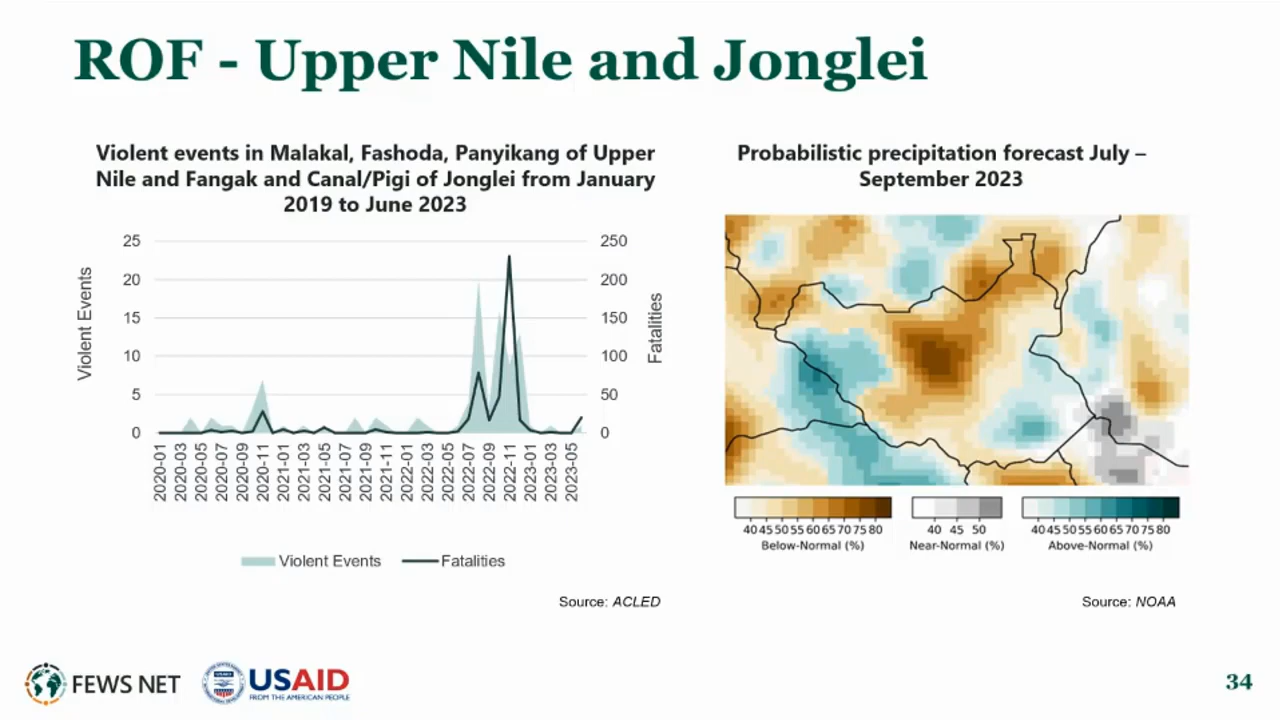 ROF - Upper Nile and Jonglei
Violent events in Malakal, Fashoda, Panyikang of Upper
Nile and Fangak and Canal/Pigi of Jonglei from January
2019 to June 2023
25
20
15
10
5
0
Violent Events
250
200
150
100
50
0
Fatalities
2020-01
2020-03
2020-05
2020-07
2020-09
2020-11
2021-01
2021-03
2021-05
2021-07
2021-09
2021-11
2022-01
2022-03
2022-05
2022-07
2022-09
2022-11
2023-01
2023-03
2023-05
Violent Events Fatalities
Source: ACLED
Probabilistic precipitation forecast July –
September 2023
40 45 50 55 60 65 70 75 80
Below-Normal (%)
40 45 50
Near-Normal (%)
40 45 50 55 60 65 70 75 80
Above-Normal (%)
Source: NOAA
FEWS NET
USAID
FROM THE AMERICAN PEOPLE
34